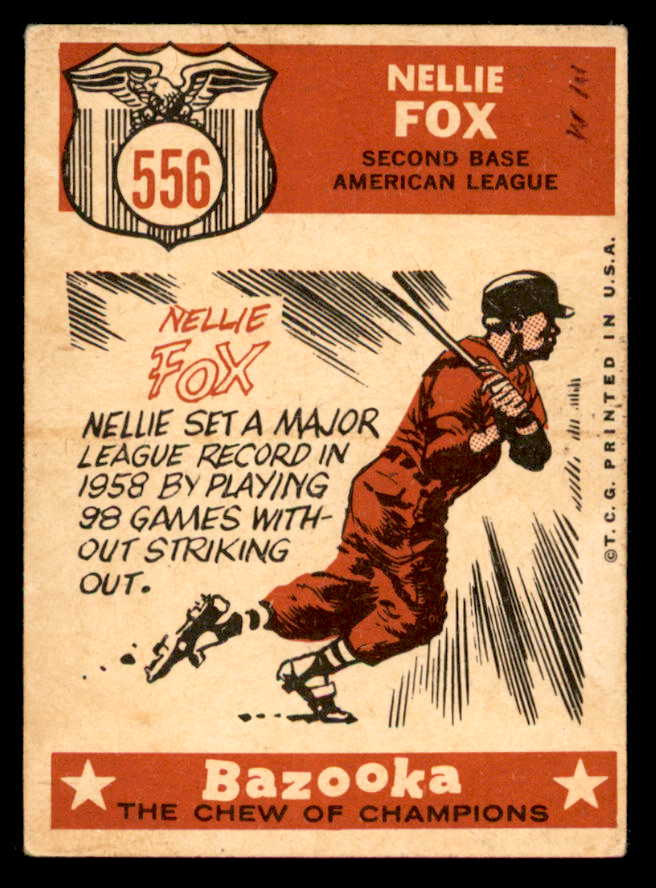 556
NELLIE
FOX
SECOND BASE
AMERICAN LEAGUE
NELLIE
FOX
NELLIE SET A MAJOR
LEAGUE RECORD IN
1958 BY PLAYING
98 GAMES WITH-
OUT STRIKING
OUT.
© T. C. G. PRINTED IN U. S. A.
Bazooka
THE CHEW OF CHAMPIONS